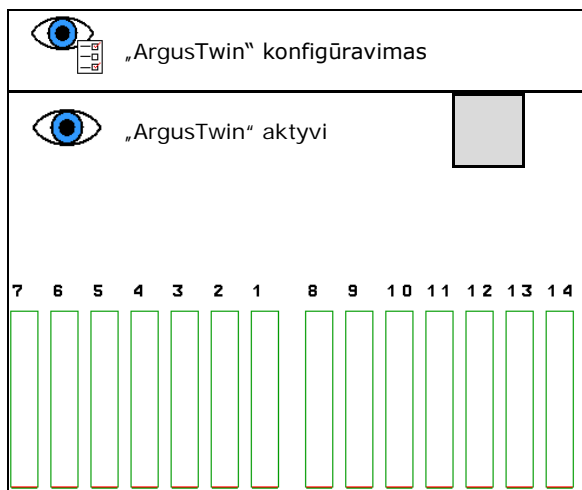 „ArgusTwin“ konfigūravimas
„ArgusTwin“ aktyvi
7 6 5 4 3 2 1 8 9 10 11 12 13 14